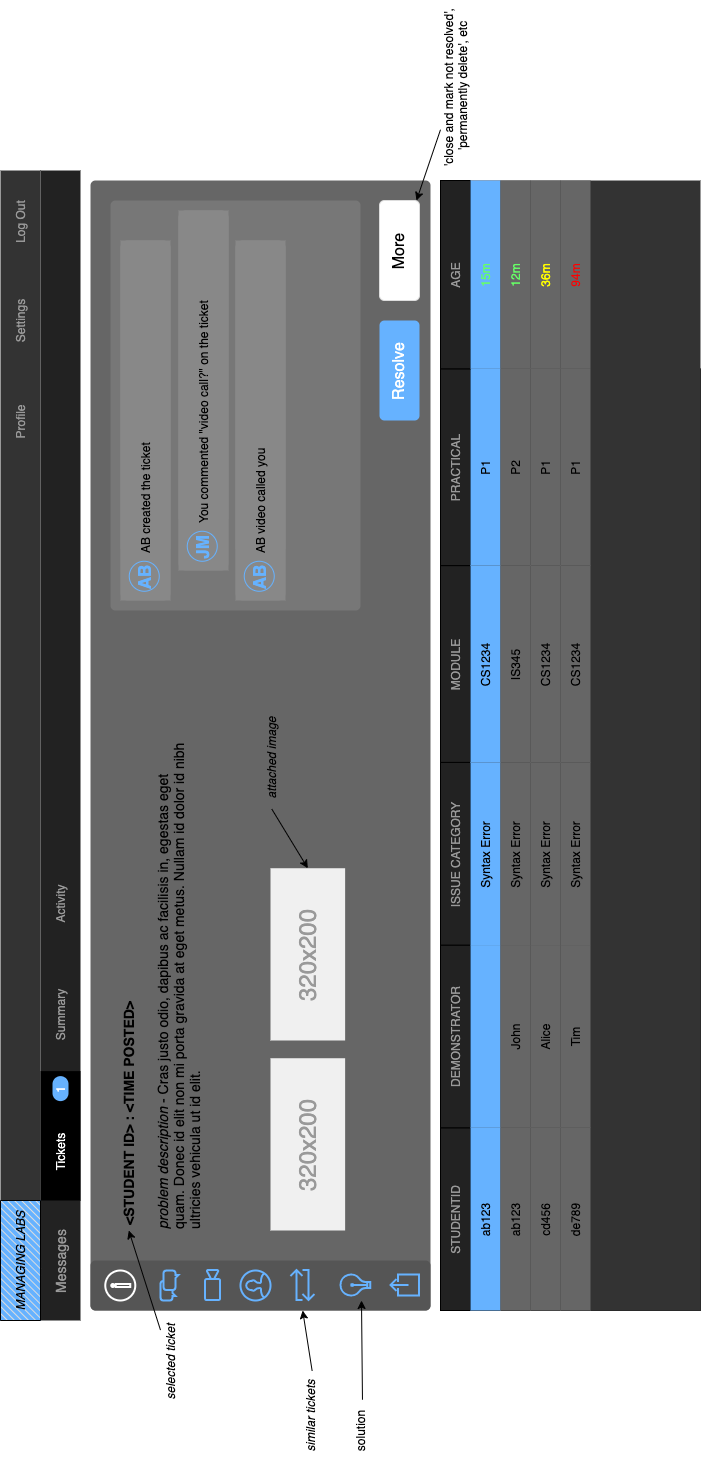 MANAGING LABS
Profile
Settings
Log Out
Messages
Tickets
1
Summary
Activity
selected ticket
similar tickets
solution
<STUDENT ID> : <TIME POSTED>
problem description - Cras justo odio, dapibus ac facilisis in, egestas eget
quam. Donec id elit non mi porta gravida at eget metus. Nullam id dolor id nibh
ultricies vehicula ut id elit.
320x200
320x200
attached image
AB
AB created the ticket
JM
You commented "video call?" on the ticket
AB
AB video called you
Resolve
More
'close and mark not resolved',
'permanently delete', etc
STUDENTID DEMONSTRATOR ISSUE CATEGORY MODULE PRACTICAL AGE
ab123 Syntax Error CS1234 P1 15m
ab123 John Syntax Error IS345 P2 12m
cd456 Alice Syntax Error CS1234 P1 36m
de789 Tim Syntax Error CS1234 P1 94m